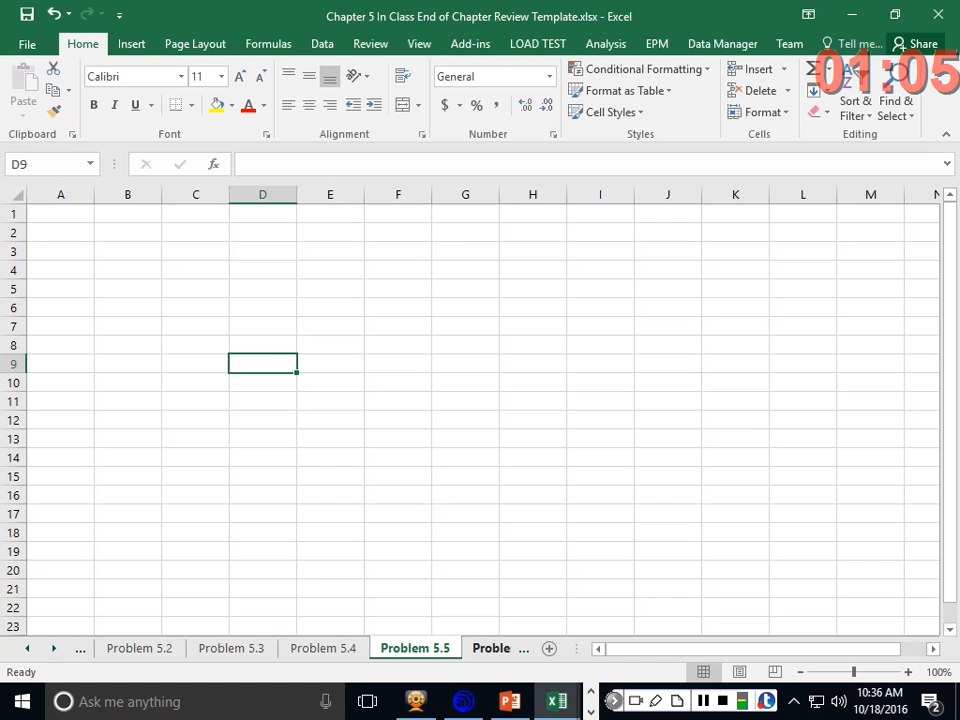 Chapter 5 In Class End of Chapter Review Template.xlsx - Excel
File Home Insert Page Layout Formulas Data Review View Add-ins LOAD TEST Analysis EPM Data Manager Team Tell me... Share
01:05
Paste
Calibri 11
General
Conditional Formatting
Format as Table
Cell Styles
Insert
Delete
Format
Sort & Filter
Find & Select
Clipboard Font Alignment Number Styles Cells Editing
D9
fx
A B C D E F G H I J K L M N
1
2
3
4
5
6
7
8
9
10
11
12
13
14
15
16
17
18
19
20
21
22
23
... Problem 5.2 Problem 5.3 Problem 5.4 Problem 5.5 Proble ...
Ready 100%
Ask me anything
10:36 AM
10/18/2016
2